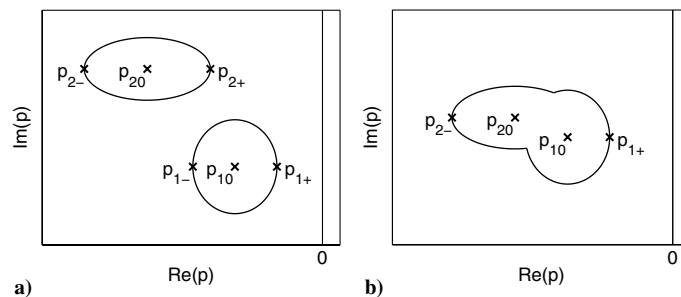 p2− p20 p2+
p1− p10 p1+
Im(p)
0
Re(p)
a)
p2− p20
p10 p1+
Im(p)
0
Re(p)
b)